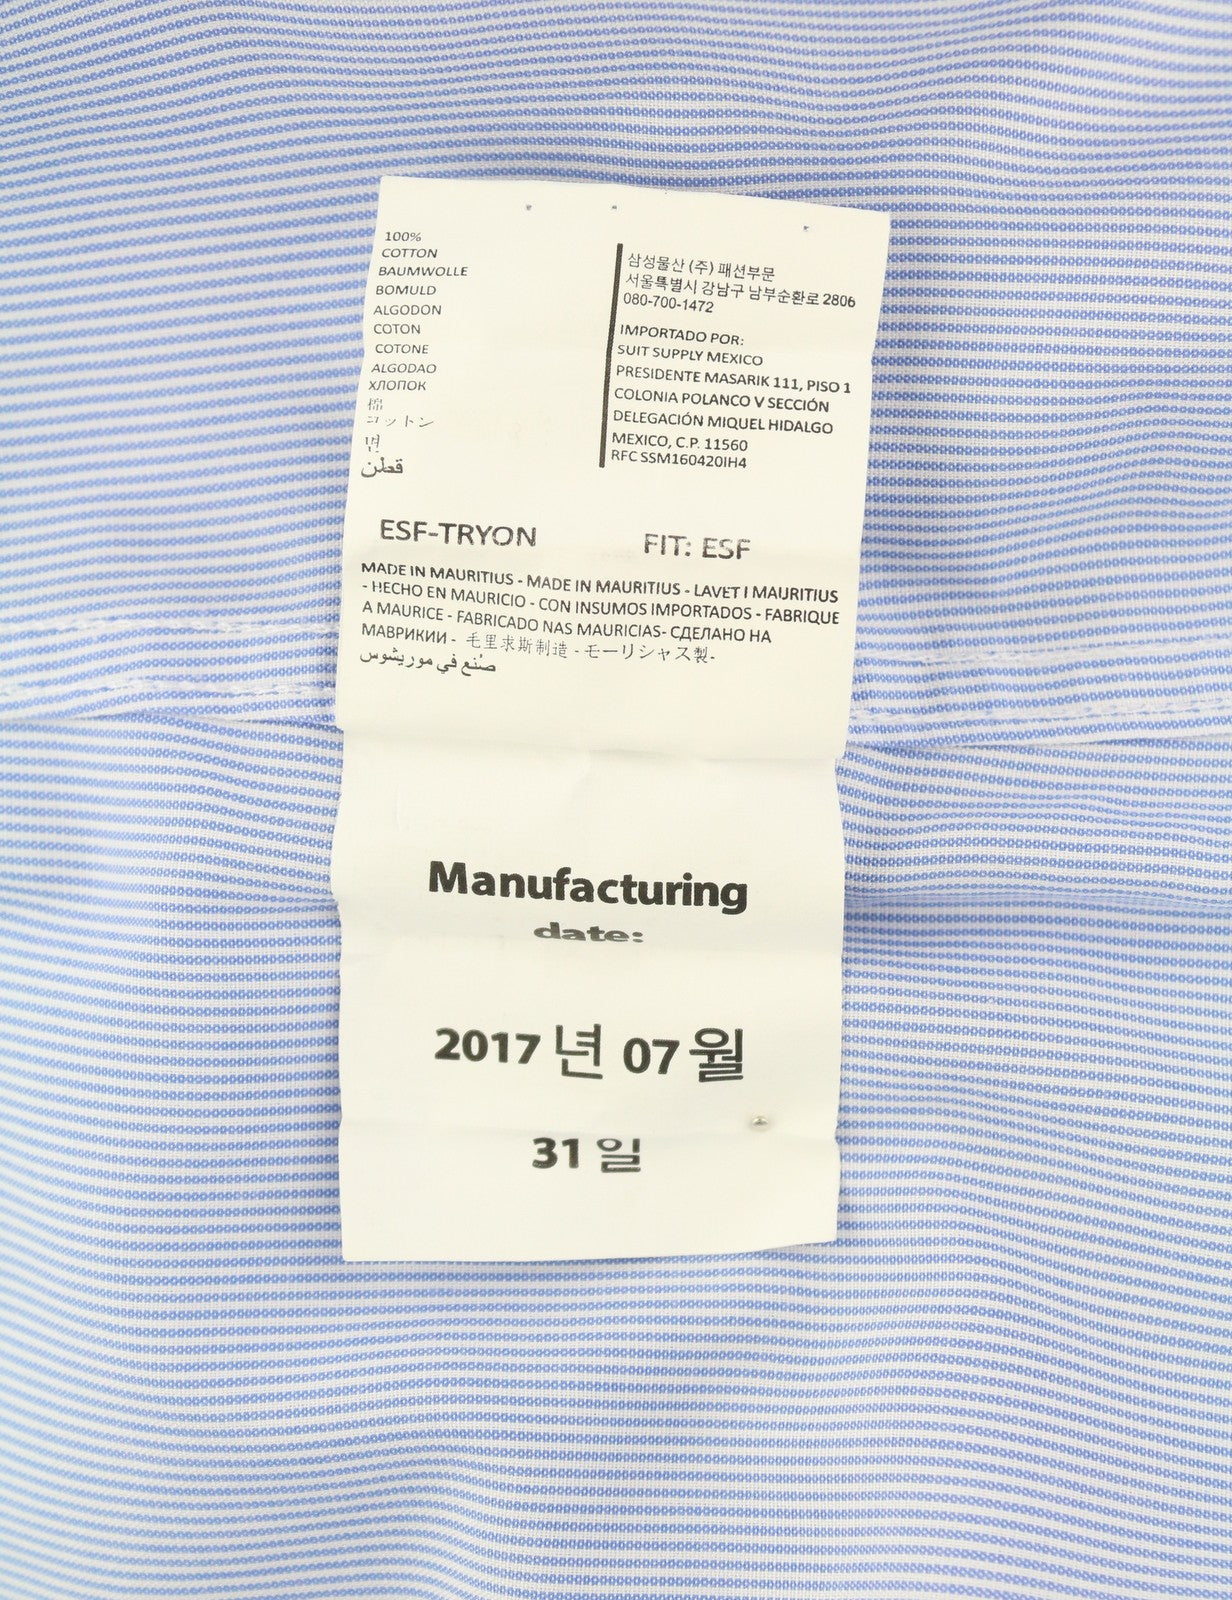 100%
COTTON
BAUMWOLLE
BOMULD
ALGODON
COTON
COTONE
ALGODAO
ХЛОПОК
棉
コットン
면
قطن
삼성물산 (주) 패션부문
서울특별시 강남구 남부순환로 2806
080-700-1472
IMPORTADO POR:
SUIT SUPPLY MEXICO
PRESIDENTE MASARIK 111, PISO 1
COLONIA POLANCO V SECCIÓN
DELEGACIÓN MIQUEL HIDALGO
MEXICO, C.P. 11560
RFC SSM160420IH4
ESF-TRYON
FIT: ESF
MADE IN MAURITIUS - MADE IN MAURITIUS - LAVET I MAURITIUS
- HECHO EN MAURICIO - CON INSUMOS IMPORTADOS - FABRIQUE
A MAURICE - FABRICADO NAS MAURICIAS- СДЕЛАНО НА
МАВРИКИИ - 毛里求斯制造 - モーリシャス製-
صُنع في موريشوس
Manufacturing
date:
2017 년 07 월
31 일